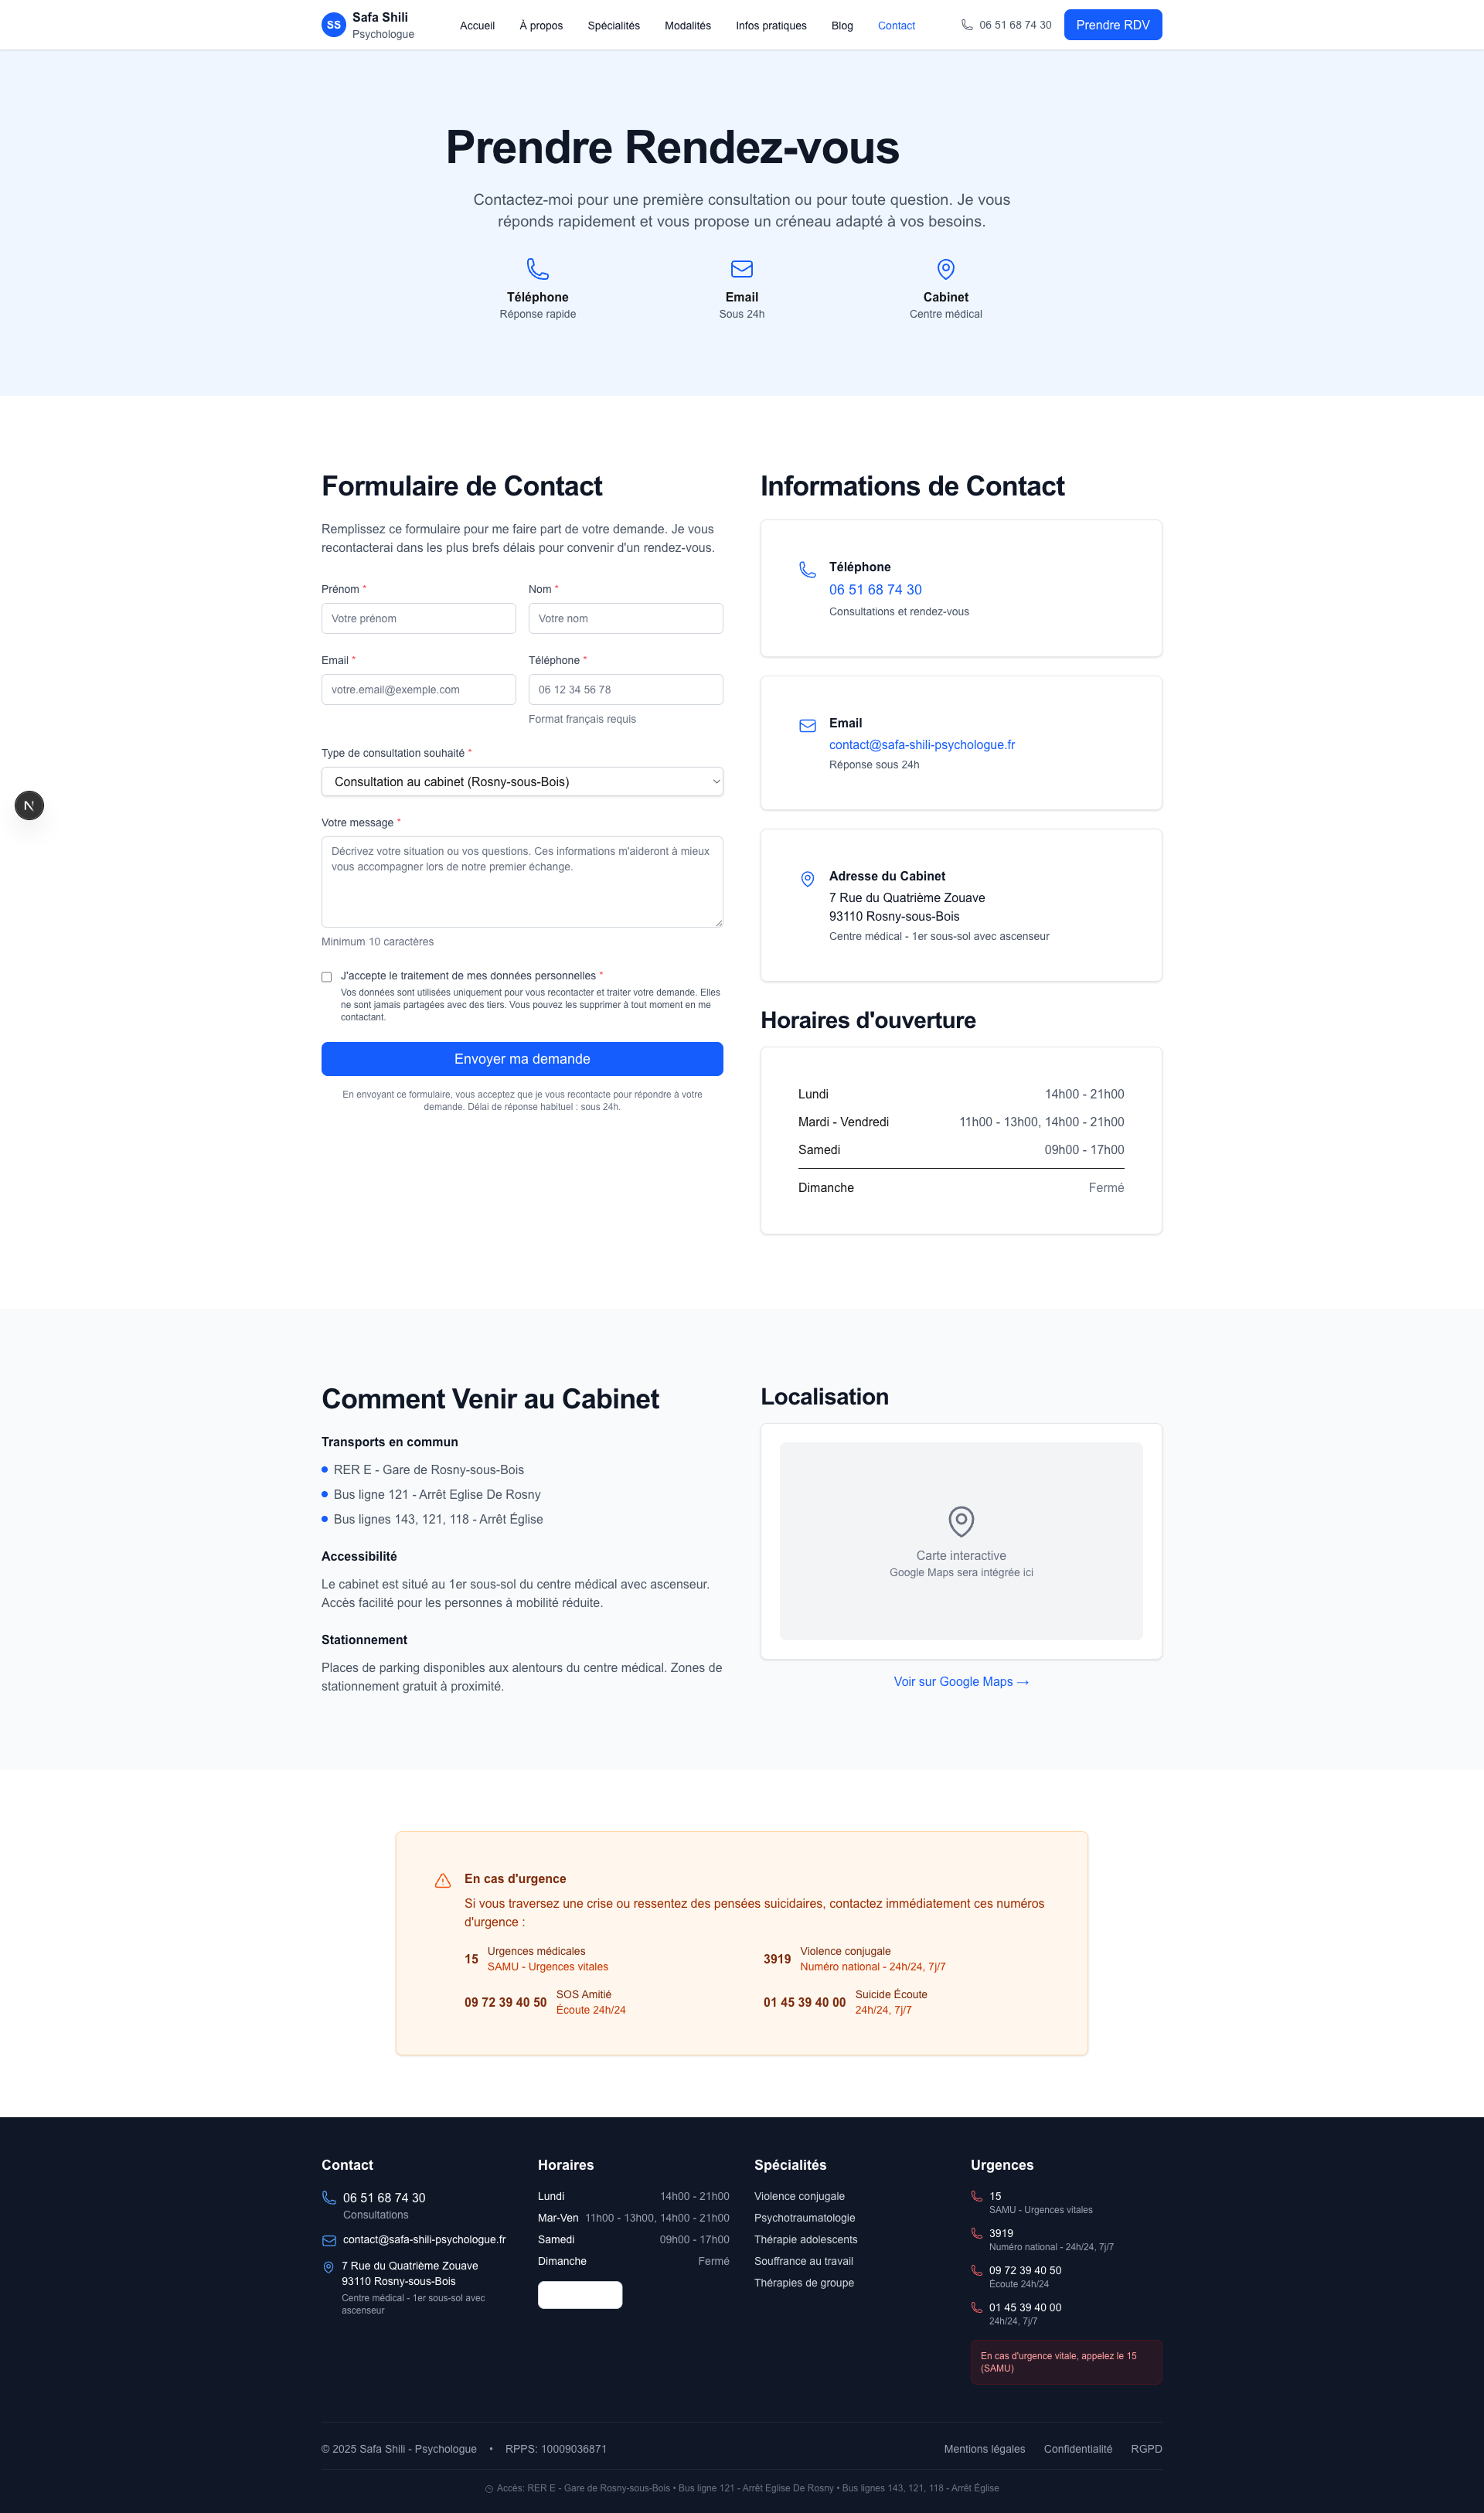 SS
Safa Shili
Psychologue
Accueil
À propos
Spécialités
Modalités
Infos pratiques
Blog
Contact
06 51 68 74 30
Prendre RDV
Prendre Rendez-vous
Contactez-moi pour une première consultation ou pour toute question. Je vous
réponds rapidement et vous propose un créneau adapté à vos besoins.
Téléphone
Réponse rapide
Email
Sous 24h
Cabinet
Centre médical
Formulaire de Contact
Remplissez ce formulaire pour me faire part de votre demande. Je vous
recontacterai dans les plus brefs délais pour convenir d'un rendez-vous.
Prénom *
Votre prénom
Nom *
Votre nom
Email *
votre.email@exemple.com
Téléphone *
06 12 34 56 78
Format français requis
Type de consultation souhaité *
Consultation au cabinet (Rosny-sous-Bois)
Votre message *
Décrivez votre situation ou vos questions. Ces informations m'aideront à mieux
vous accompagner lors de notre premier échange.
Minimum 10 caractères
J'accepte le traitement de mes données personnelles *
Vos données sont utilisées uniquement pour vous recontacter et traiter votre demande. Elles
ne sont jamais partagées avec des tiers. Vous pouvez les supprimer à tout moment en me
contactant.
Envoyer ma demande
En envoyant ce formulaire, vous acceptez que je vous recontacte pour répondre à votre
demande. Délai de réponse habituel : sous 24h.
N
Informations de Contact
Téléphone
06 51 68 74 30
Consultations et rendez-vous
Email
contact@safa-shili-psychologue.fr
Réponse sous 24h
Adresse du Cabinet
7 Rue du Quatrième Zouave
93110 Rosny-sous-Bois
Centre médical - 1er sous-sol avec ascenseur
Horaires d'ouverture
Lundi 14h00 - 21h00
Mardi - Vendredi 11h00 - 13h00, 14h00 - 21h00
Samedi 09h00 - 17h00
Dimanche Fermé
Comment Venir au Cabinet
Transports en commun
RER E - Gare de Rosny-sous-Bois
Bus ligne 121 - Arrêt Eglise De Rosny
Bus lignes 143, 121, 118 - Arrêt Église
Accessibilité
Le cabinet est situé au 1er sous-sol du centre médical avec ascenseur.
Accès facilité pour les personnes à mobilité réduite.
Stationnement
Places de parking disponibles aux alentours du centre médical. Zones de
stationnement gratuit à proximité.
Localisation
Carte interactive
Google Maps sera intégrée ici
Voir sur Google Maps →
En cas d'urgence
Si vous traversez une crise ou ressentez des pensées suicidaires, contactez immédiatement ces numéros
d'urgence :
15
Urgences médicales
SAMU - Urgences vitales
3919
Violence conjugale
Numéro national - 24h/24, 7j/7
09 72 39 40 50
SOS Amitié
Écoute 24h/24
01 45 39 40 00
Suicide Écoute
24h/24, 7j/7
Contact
06 51 68 74 30
Consultations
contact@safa-shili-psychologue.fr
7 Rue du Quatrième Zouave
93110 Rosny-sous-Bois
Centre médical - 1er sous-sol avec
ascenseur
Horaires
Lundi 14h00 - 21h00
Mar-Ven 11h00 - 13h00, 14h00 - 21h00
Samedi 09h00 - 17h00
Dimanche Fermé
Spécialités
Violence conjugale
Psychotraumatologie
Thérapie adolescents
Souffrance au travail
Thérapies de groupe
Urgences
15
SAMU - Urgences vitales
3919
Numéro national - 24h/24, 7j/7
09 72 39 40 50
Écoute 24h/24
01 45 39 40 00
24h/24, 7j/7
En cas d'urgence vitale, appelez le 15
(SAMU)
© 2025 Safa Shili - Psychologue • RPPS: 10009036871
Mentions légales
Confidentialité
RGPD
Accès: RER E - Gare de Rosny-sous-Bois • Bus ligne 121 - Arrêt Eglise De Rosny • Bus lignes 143, 121, 118 - Arrêt Église